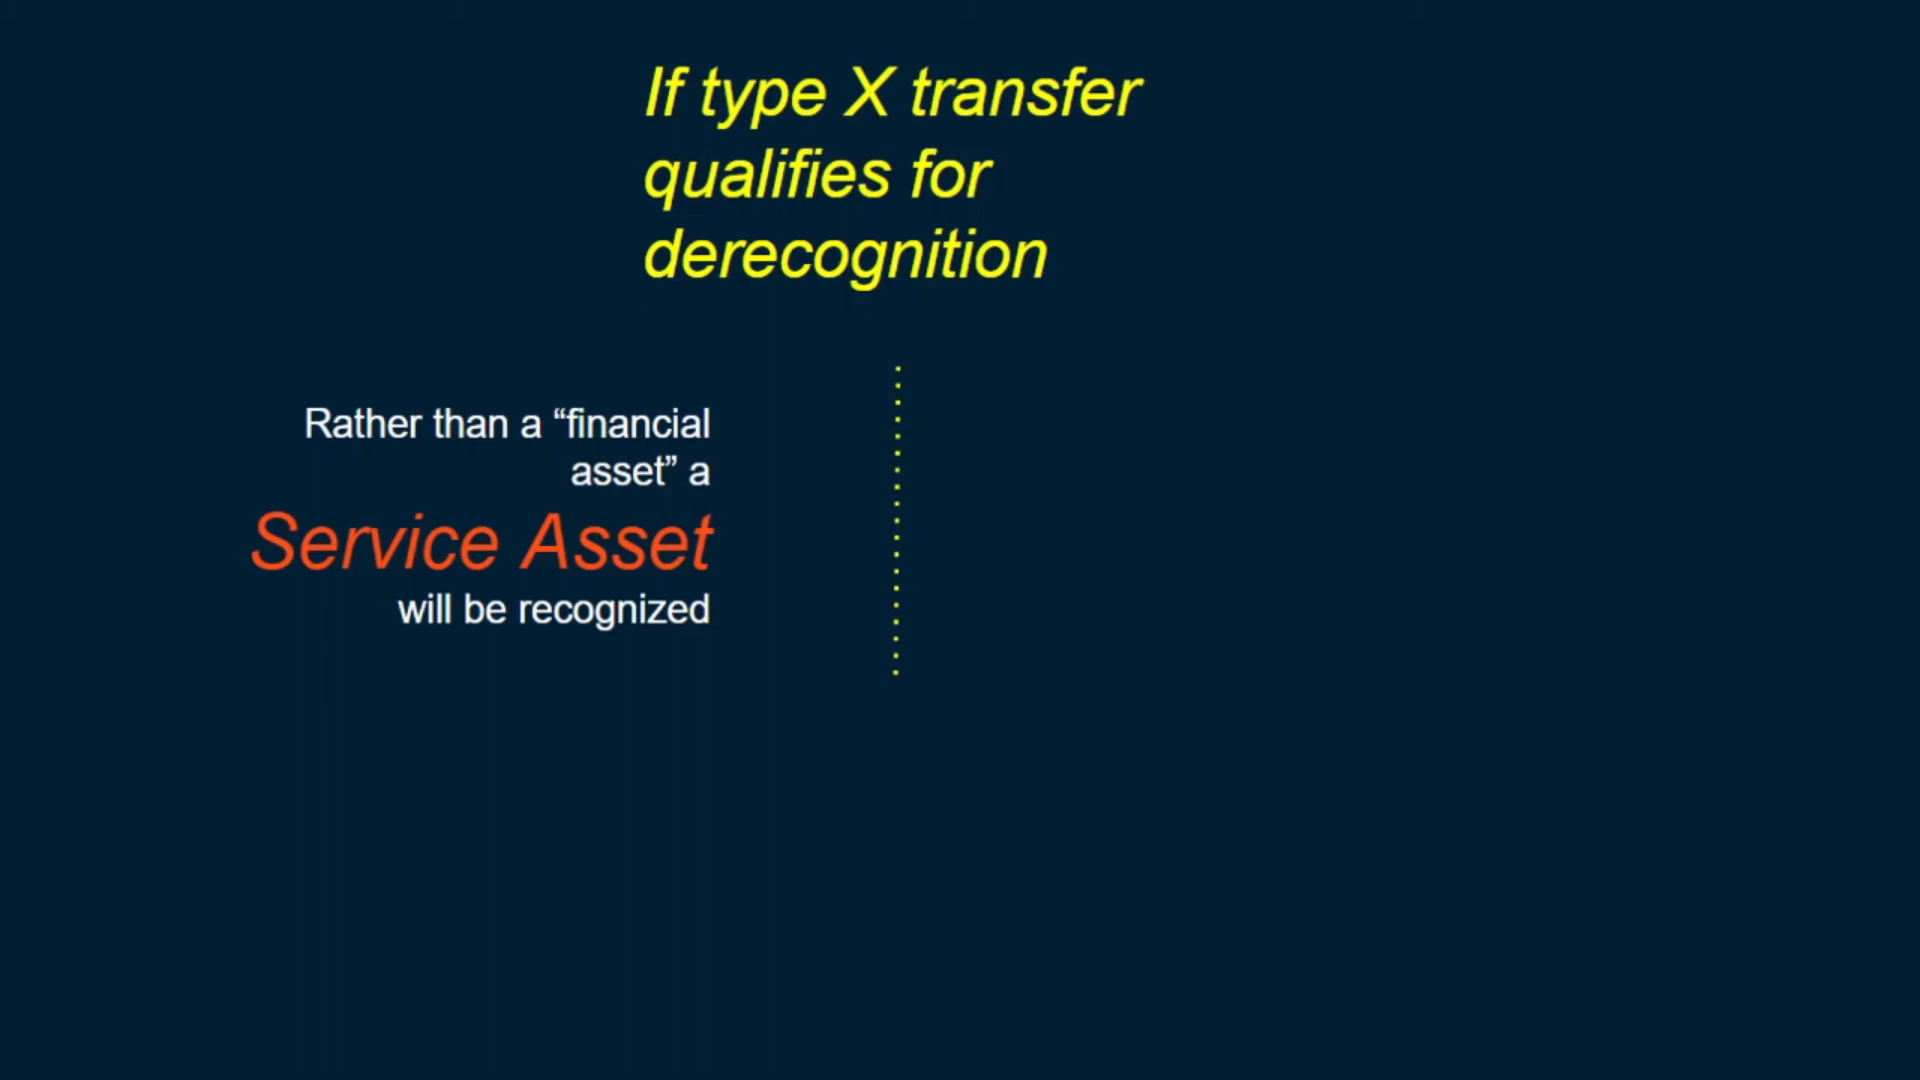 If type X transfer
qualifies for
derecognition
Rather than a “financial
asset” a
Service Asset
will be recognized